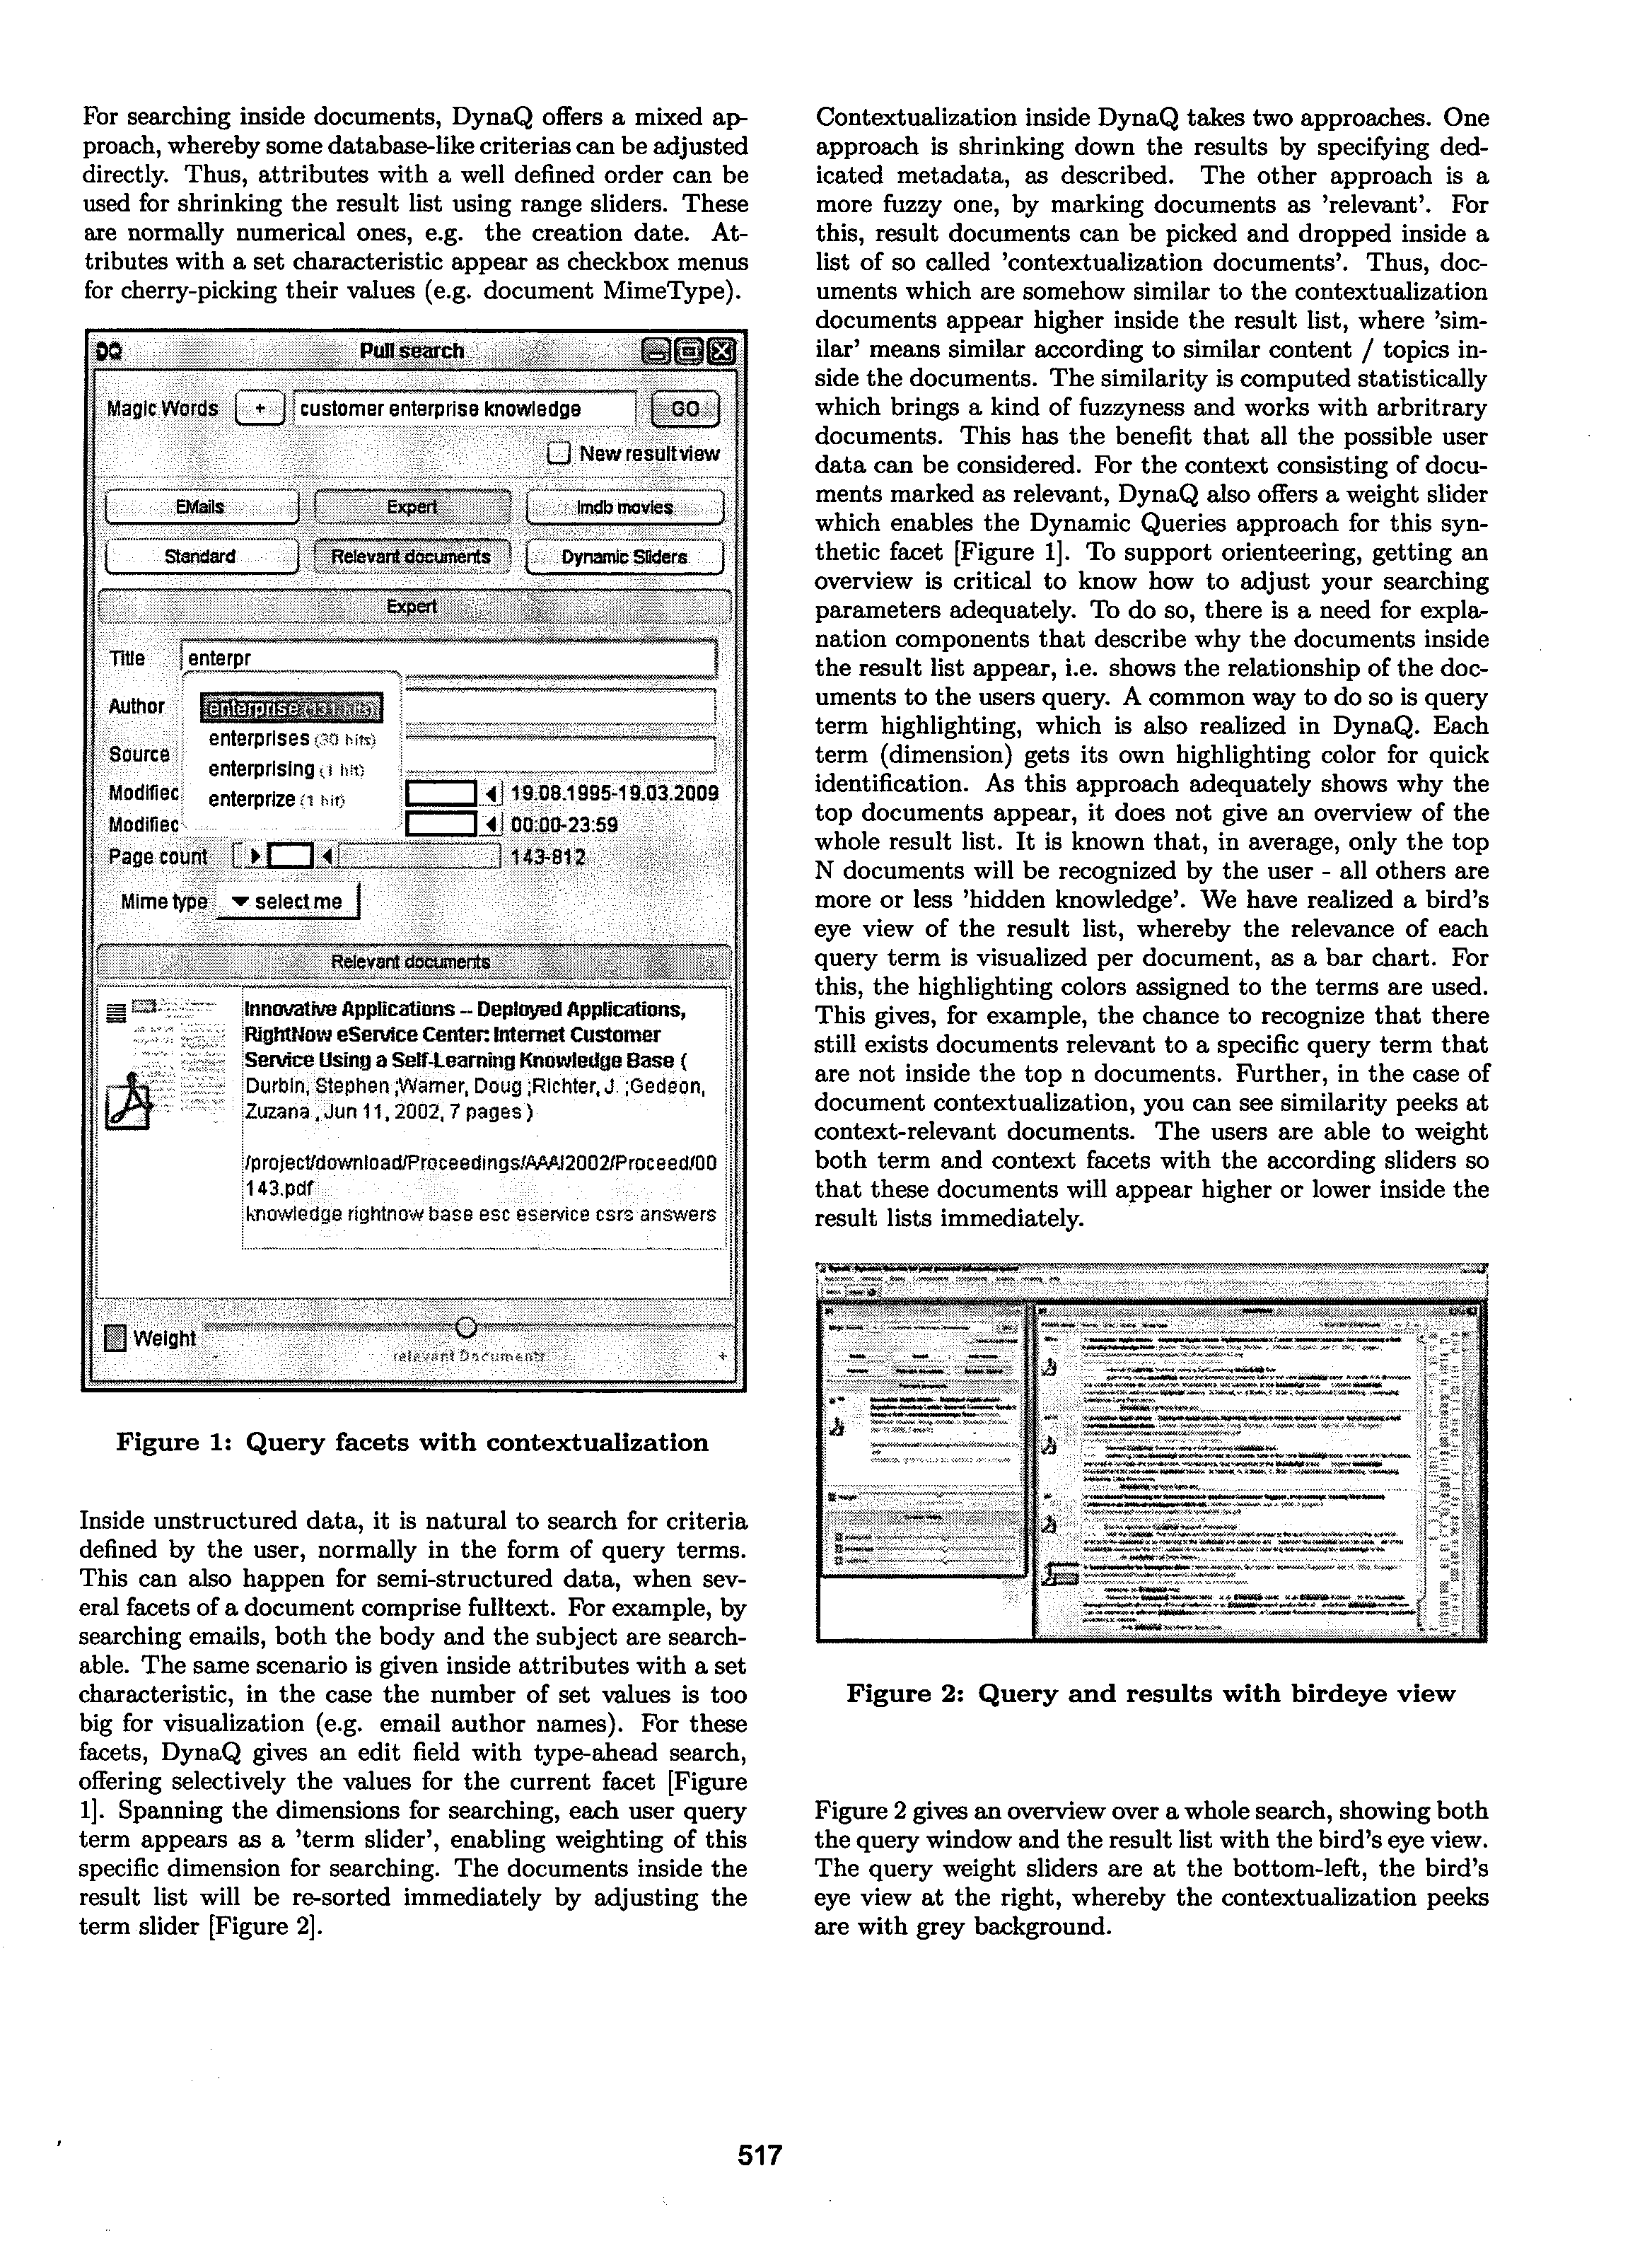 For searching inside documents, DynaQ offers a mixed ap-
proach, whereby some database-like criterias can be adjusted
directly. Thus, attributes with a well defined order can be
used for shrinking the result list using range sliders. These
are normally numerical ones, e.g. the creation date. At-
tributes with a set characteristic appear as checkbox menus
for cherry-picking their values (e.g. document MimeType).
DQ Pull search
Magic Words + customer enterprise knowledge GO
New resultview
EMails Expert Imdb movies
Standard Relevant documents Dynamic Sliders
Expert
Title enterpr
Author enterprise (131 hits)
enterprises (30 hits)
Source
enterprising (1 hit)
Modifiec enterprize (1 hit) 19.08.1995-19.03.2009
Modifiec 00:00-23:59
Page count 143-812
Mime type select me
Relevant documents
Innovative Applications -- Deployed Applications,
RightNow eService Center: Internet Customer
Service Using a Self-Learning Knowledge Base (
Durbin, Stephen ;Warner, Doug ;Richter, J. ;Gedeon,
Zuzana , Jun 11, 2002, 7 pages )
/project/download/Proceedings/AAAI2002/Proceed/00
143.pdf
knowledge rightnow base esc eservice csrs answers
Weight
- relevant Documents +
Figure 1: Query facets with contextualization
Inside unstructured data, it is natural to search for criteria
defined by the user, normally in the form of query terms.
This can also happen for semi-structured data, when sev-
eral facets of a document comprise fulltext. For example, by
searching emails, both the body and the subject are search-
able. The same scenario is given inside attributes with a set
characteristic, in the case the number of set values is too
big for visualization (e.g. email author names). For these
facets, DynaQ gives an edit field with type-ahead search,
offering selectively the values for the current facet [Figure
1]. Spanning the dimensions for searching, each user query
term appears as a 'term slider', enabling weighting of this
specific dimension for searching. The documents inside the
result list will be re-sorted immediately by adjusting the
term slider [Figure 2].
Contextualization inside DynaQ takes two approaches. One
approach is shrinking down the results by specifying ded-
icated metadata, as described. The other approach is a
more fuzzy one, by marking documents as 'relevant'. For
this, result documents can be picked and dropped inside a
list of so called 'contextualization documents'. Thus, doc-
uments which are somehow similar to the contextualization
documents appear higher inside the result list, where 'sim-
ilar' means similar according to similar content / topics in-
side the documents. The similarity is computed statistically
which brings a kind of fuzzyness and works with arbritrary
documents. This has the benefit that all the possible user
data can be considered. For the context consisting of docu-
ments marked as relevant, DynaQ also offers a weight slider
which enables the Dynamic Queries approach for this syn-
thetic facet [Figure 1]. To support orienteering, getting an
overview is critical to know how to adjust your searching
parameters adequately. To do so, there is a need for expla-
nation components that describe why the documents inside
the result list appear, i.e. shows the relationship of the doc-
uments to the users query. A common way to do so is query
term highlighting, which is also realized in DynaQ. Each
term (dimension) gets its own highlighting color for quick
identification. As this approach adequately shows why the
top documents appear, it does not give an overview of the
whole result list. It is known that, in average, only the top
N documents will be recognized by the user - all others are
more or less 'hidden knowledge'. We have realized a bird's
eye view of the result list, whereby the relevance of each
query term is visualized per document, as a bar chart. For
this, the highlighting colors assigned to the terms are used.
This gives, for example, the chance to recognize that there
still exists documents relevant to a specific query term that
are not inside the top n documents. Further, in the case of
document contextualization, you can see similarity peeks at
context-relevant documents. The users are able to weight
both term and context facets with the according sliders so
that these documents will appear higher or lower inside the
result lists immediately.
Figure 2: Query and results with birdeye view
Figure 2 gives an overview over a whole search, showing both
the query window and the result list with the bird's eye view.
The query weight sliders are at the bottom-left, the bird's
eye view at the right, whereby the contextualization peeks
are with grey background.
517